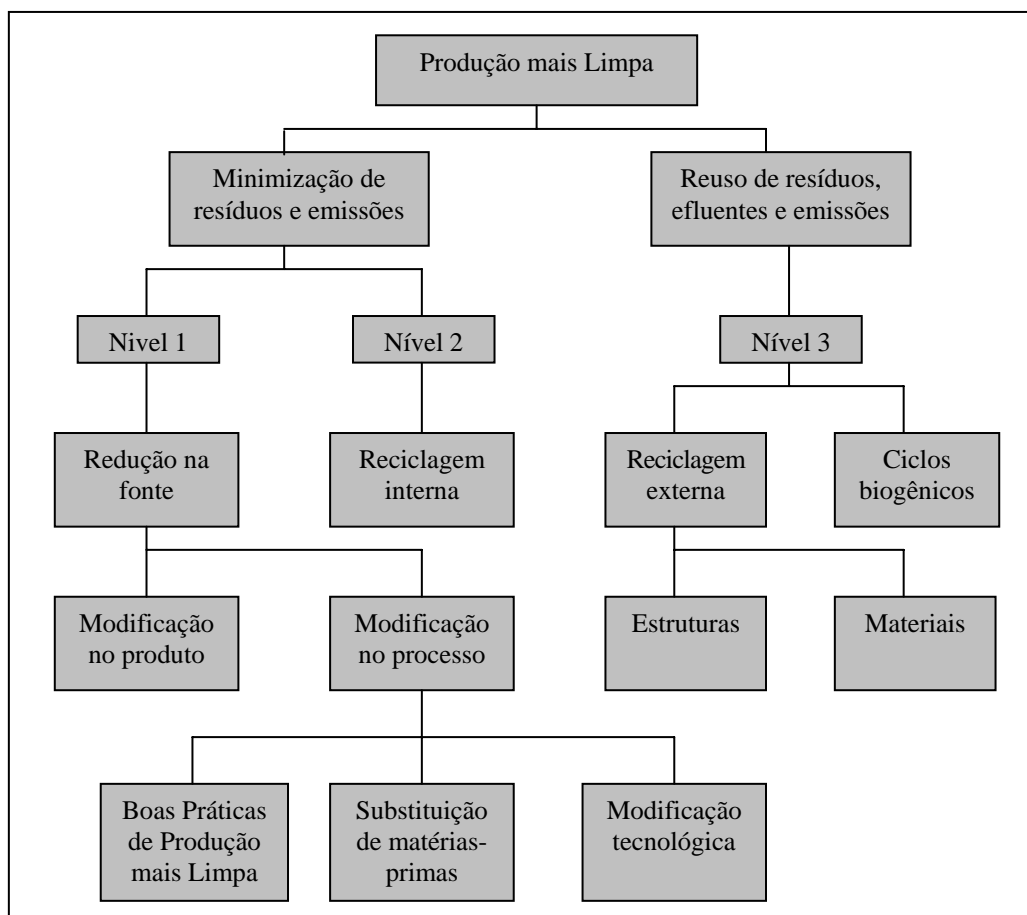 Produção mais Limpa
Minimização de
resíduos e emissões
Reuso de resíduos,
efluentes e emissões
Nivel 1
Nível 2
Nível 3
Redução na
fonte
Reciclagem
interna
Reciclagem
externa
Ciclos
biogênicos
Modificação
no produto
Modificação
no processo
Estruturas
Materiais
Boas Práticas
de Produção
mais Limpa
Substituição
de matérias-
primas
Modificação
tecnológica